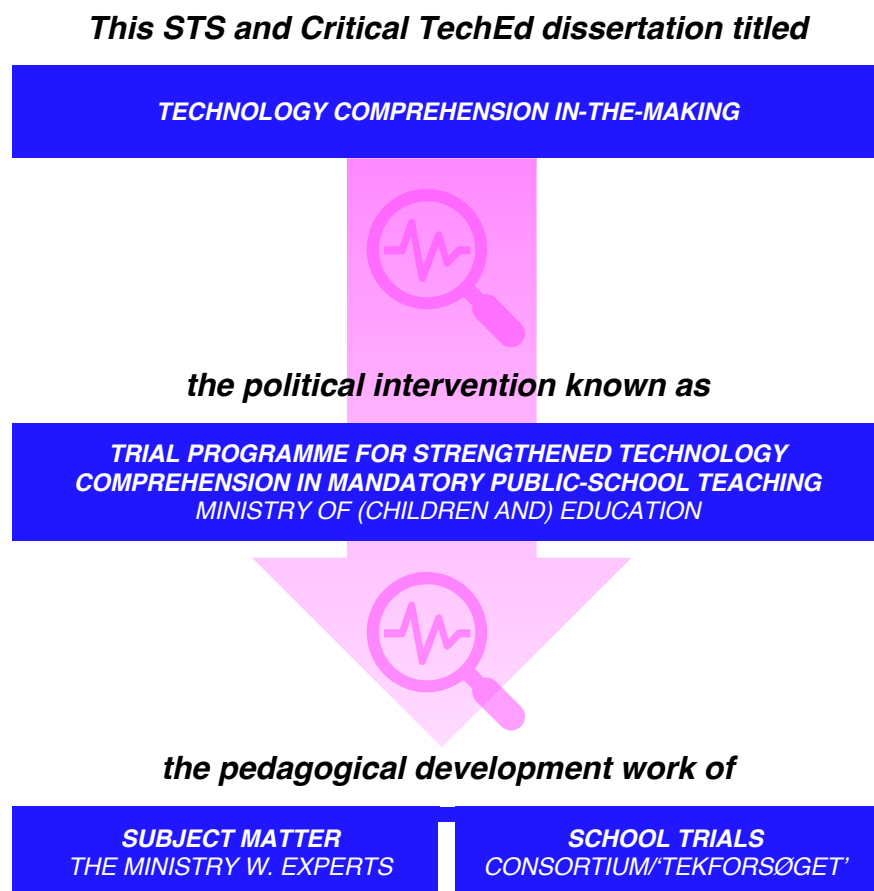 This STS and Critical TechEd dissertation titled
TECHNOLOGY COMPREHENSION IN-THE-MAKING
the political intervention known as
TRIAL PROGRAMME FOR STRENGTHENED TECHNOLOGY
COMPREHENSION IN MANDATORY PUBLIC-SCHOOL TEACHING
MINISTRY OF (CHILDREN AND) EDUCATION
the pedagogical development work of
SUBJECT MATTER
THE MINISTRY W. EXPERTS
SCHOOL TRIALS
CONSORTIUM/‘TEKFORSØGET’